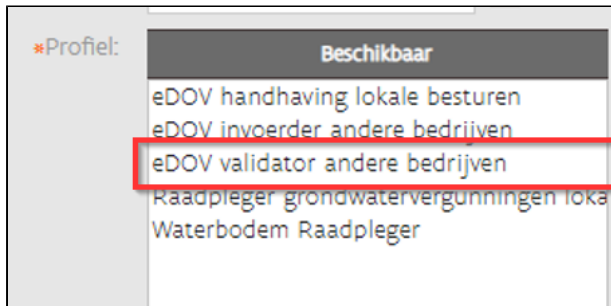 *Profiel:
Beschikbaar
eDOV handhaving lokale besturen
eDOV invoerder andere bedrijven
eDOV validator andere bedrijven
Raadpleger grondwatervergunningen loka
Waterbodem Raadpleger